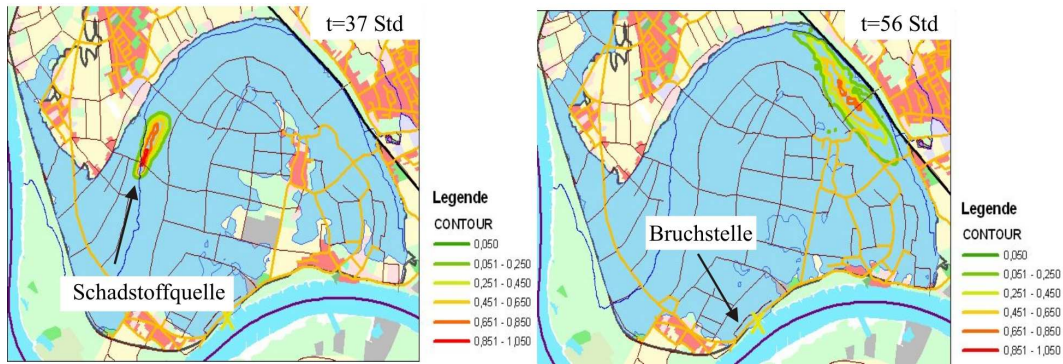 t=37 Std
Schadstoffquelle
Legende
CONTOUR
0,050
0,051 - 0,250
0,251 - 0,450
0,451 - 0,650
0,651 - 0,850
0,851 - 1,050
t=56 Std
Bruchstelle
Legende
CONTOUR
0,050
0,051 - 0,250
0,251 - 0,450
0,451 - 0,650
0,651 - 0,850
0,851 - 1,050